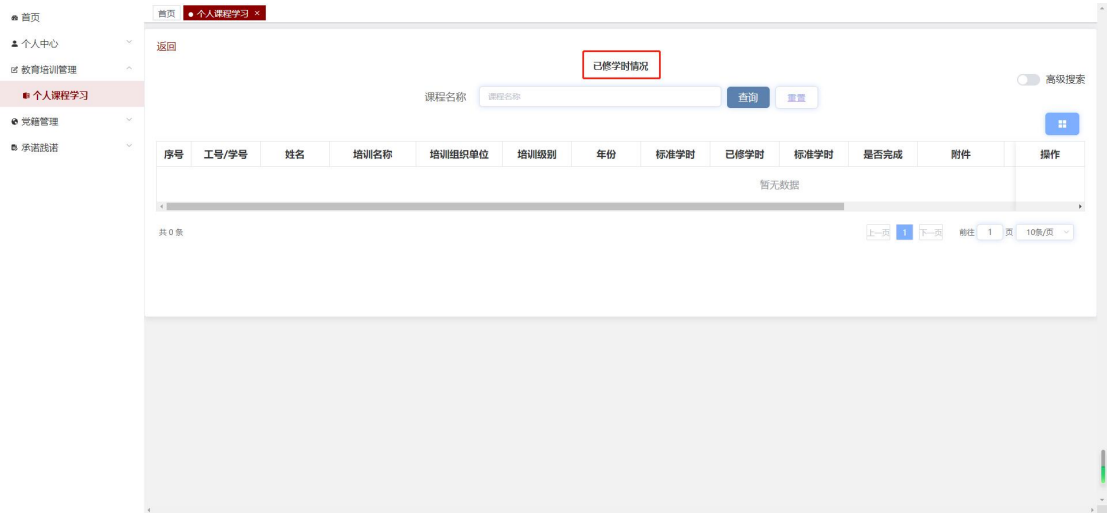 首页
个人中心
教育培训管理
个人课程学习
党籍管理
承诺践诺
首页 个人课程学习 ×
返回
已修学时情况
高级搜索
课程名称 课程名称 查询 重置
序号 工号/学号 姓名 培训名称 培训组织单位 培训级别 年份 标准学时 已修学时 标准学时 是否完成 附件 操作
暂无数据
共 0 条 上一页 1 下一页 前往 1 页 10条/页